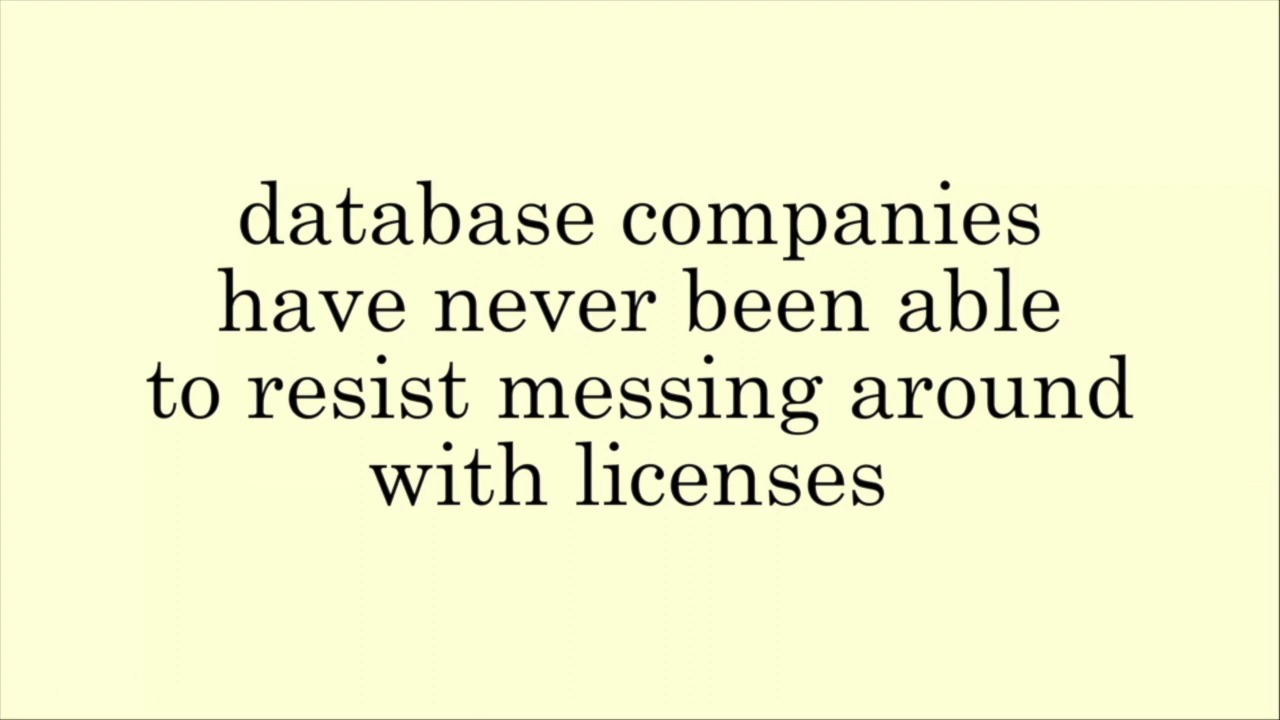 database companies
have never been able
to resist messing around
with licenses